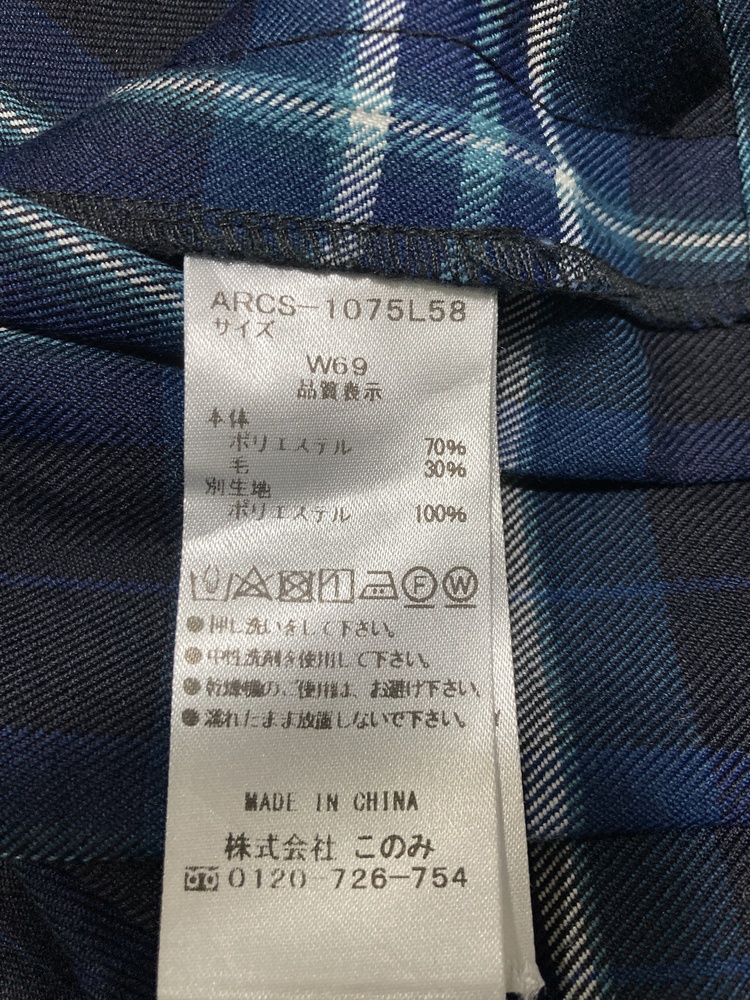 ARCS-1075L58
サイズ
W69
品質表示
本体
ポリエステル 70%
毛 30%
別生地
ポリエステル 100%
F W
●押し洗いをして下さい。
●中性洗剤を使用して下さい。
●乾燥機のご使用は、お避け下さい。
●濡れたまま放置しないで下さい。
MADE IN CHINA
株式会社 このみ
0120-726-754